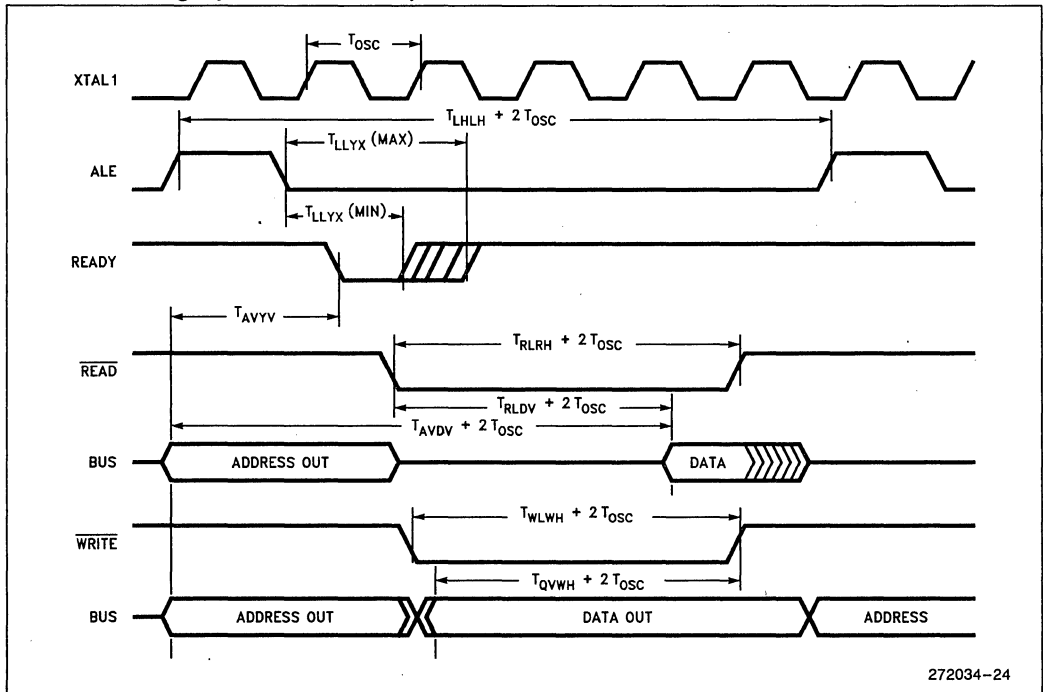 T_OSC
XTAL1
T_LHLH + 2 T_OSC
T_LLYX (MAX)
ALE
T_LLYX (MIN)
READY
T_AVYV
T_RLRH + 2 T_OSC
READ
T_RLDV + 2 T_OSC
T_AVDV + 2 T_OSC
BUS
ADDRESS OUT
DATA
T_WLWH + 2 T_OSC
WRITE
T_QVWH + 2 T_OSC
BUS
ADDRESS OUT
DATA OUT
ADDRESS
272034-24